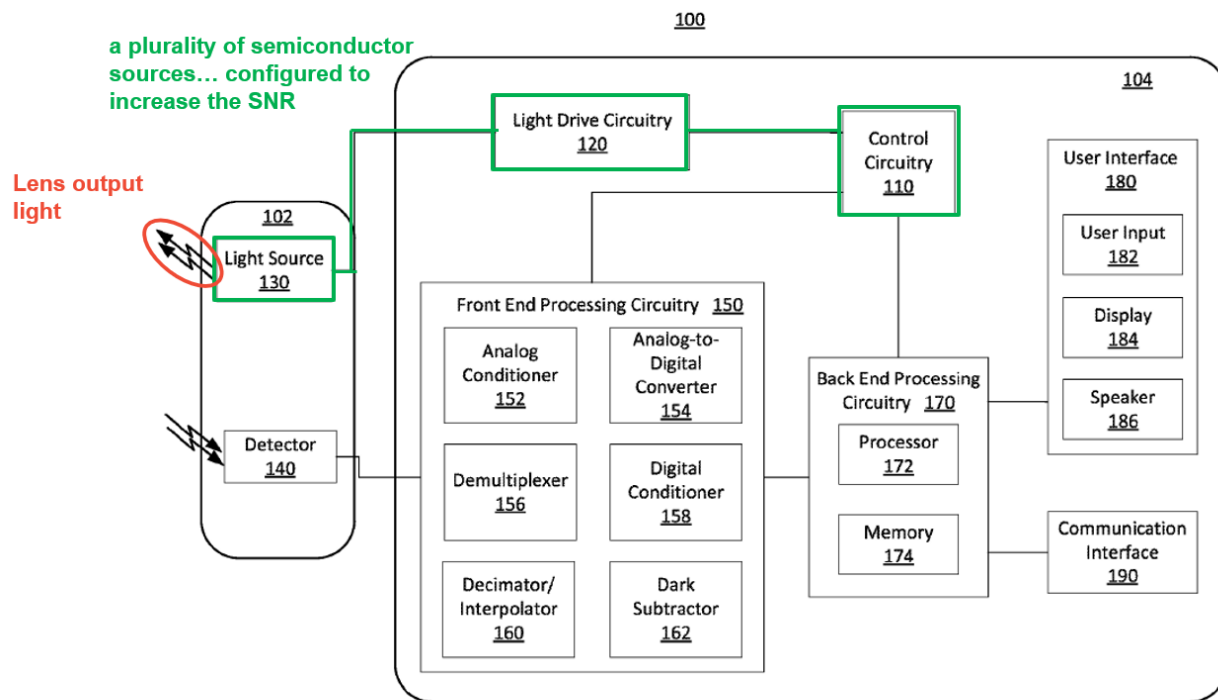 100
a plurality of semiconductor
sources... configured to
increase the SNR
104
Light Drive Circuitry
120
Control
Circuitry
110
User Interface
180
User Input
182
Display
184
Speaker
186
Lens output
light
102
Light Source
130
Front End Processing Circuitry 150
Analog
Conditioner
152
Analog-to-
Digital
Converter
154
Back End Processing
Circuitry 170
Processor
172
Memory
174
Detector
140
Demultiplexer
156
Digital
Conditioner
158
Decimator/
Interpolator
160
Dark
Subtractor
162
Communication
Interface
190